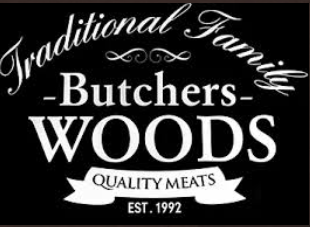 Traditional Family
-Butchers-
WOODS
QUALITY MEATS
EST. 1992